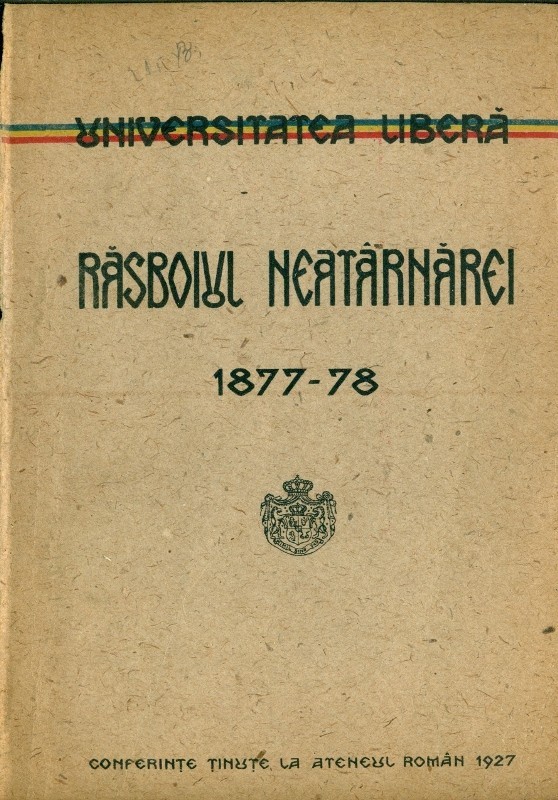 UNIVERSITATEA LIBERĂ
RĂSBOIUL NEATÂRNĂREI
1877-78
CONFERINȚE ȚINUTE LA ATENEUL ROMÂN 1927